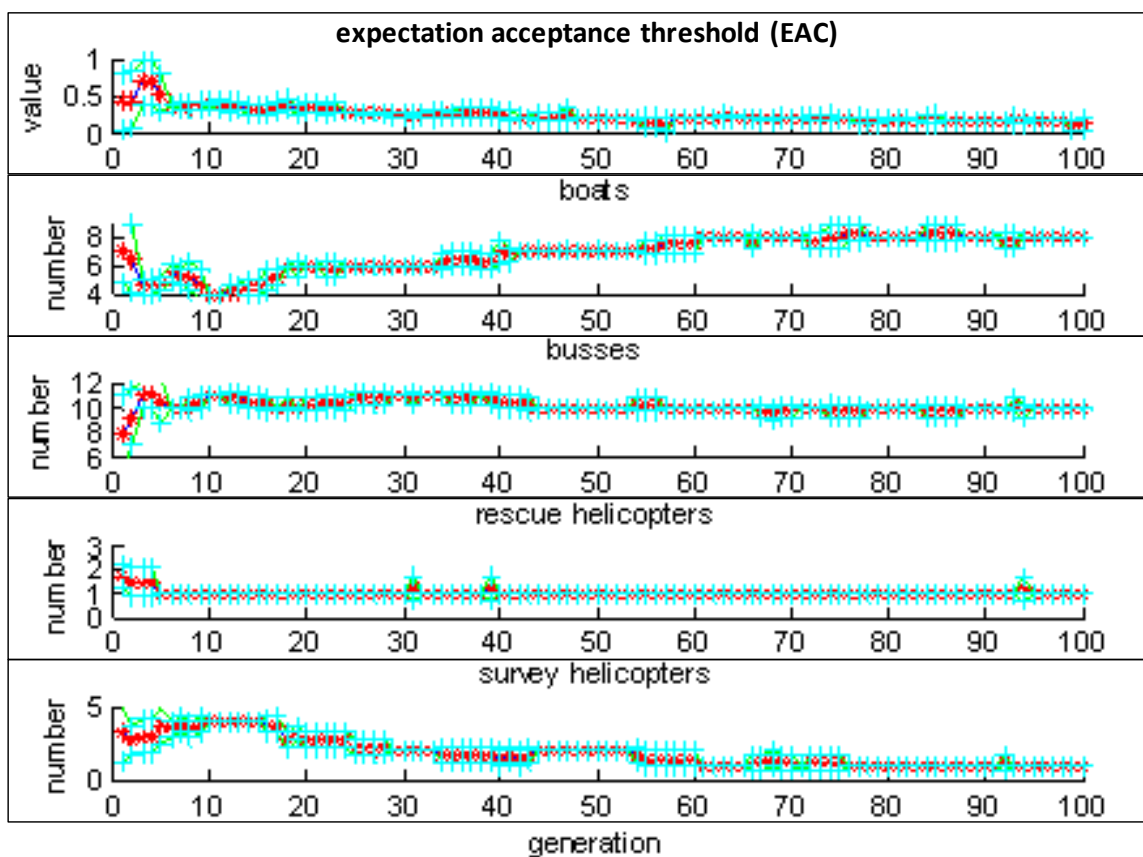 expectation acceptance threshold (EAC)
value
1
0.5
0
0 10 20 30 40 50 60 70 80 90 100
boats
number
8
6
4
0 10 20 30 40 50 60 70 80 90 100
busses
number
12
10
8
6
0 10 20 30 40 50 60 70 80 90 100
rescue helicopters
number
3
2
1
0
0 10 20 30 40 50 60 70 80 90 100
survey helicopters
number
5
0
0 10 20 30 40 50 60 70 80 90 100
generation